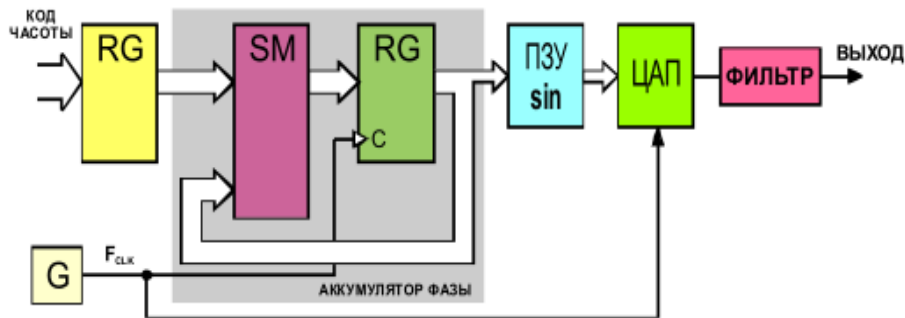 КОД
ЧАСОТЫ
RG
SM
RG
C
ПЗУ
sin
ЦАП
ФИЛЬТР
ВЫХОД
G
FCLK
АККУМУЛЯТОР ФАЗЫ